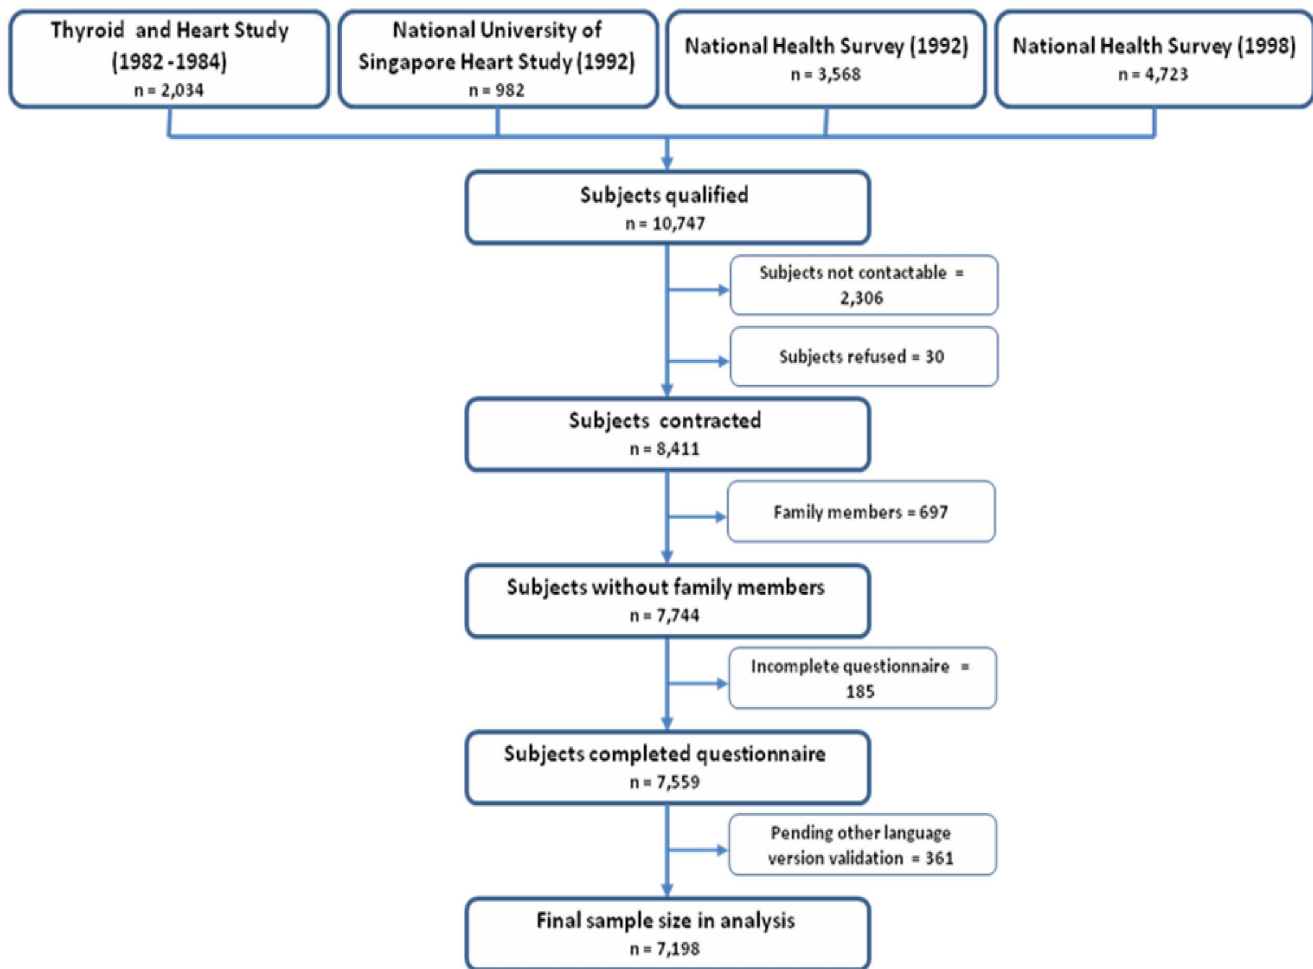 Thyroid and Heart Study
(1982 -1984)
n = 2,034
National University of
Singapore Heart Study (1992)
n = 982
National Health Survey (1992)
n = 3,568
National Health Survey (1998)
n = 4,723
Subjects qualified
n = 10,747
Subjects not contactable =
2,306
Subjects refused = 30
Subjects contracted
n = 8,411
Family members = 697
Subjects without family members
n = 7,744
Incomplete questionnaire =
185
Subjects completed questionnaire
n = 7,559
Pending other language
version validation = 361
Final sample size in analysis
n = 7,198